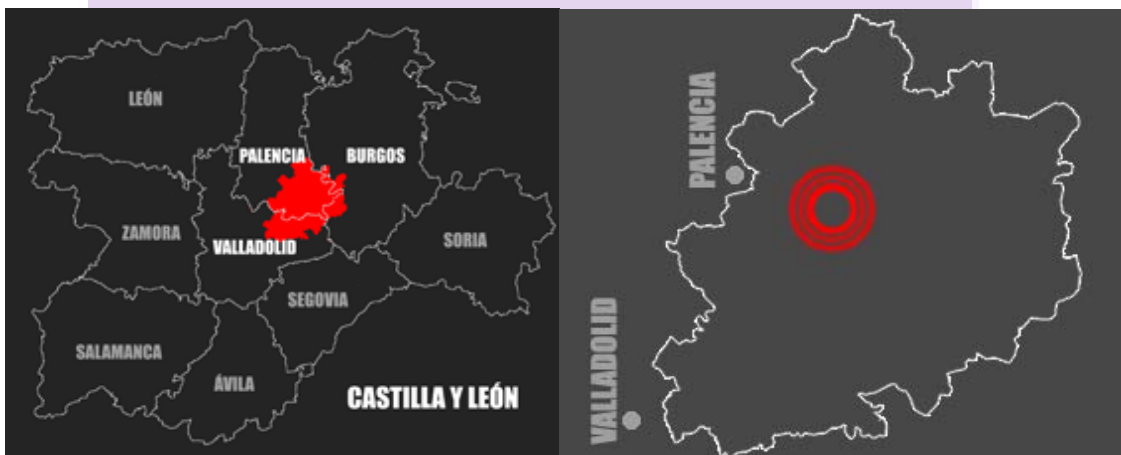 LEÓN
PALENCIA
BURGOS
ZAMORA
VALLADOLID
SORIA
SEGOVIA
SALAMANCA
ÁVILA
CASTILLA Y LEÓN
PALENCIA
VALLADOLID